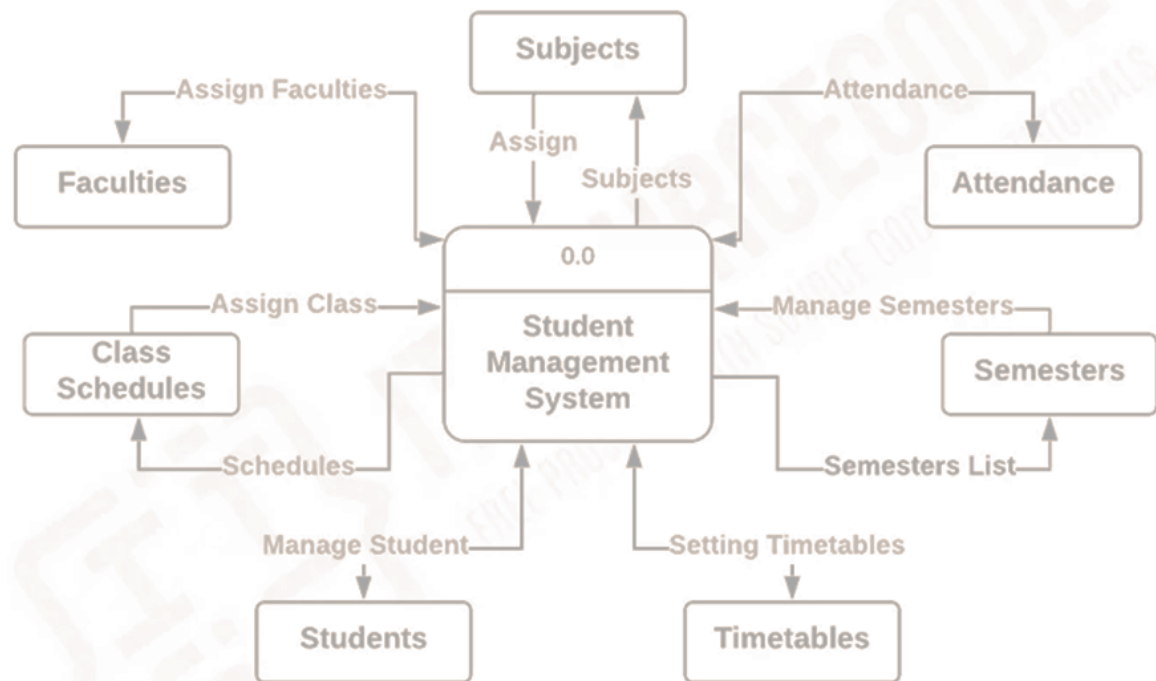 Subjects
Assign Faculties
Attendance
Assign
Subjects
Faculties
Attendance
0.0
Student
Management
System
Assign Class
Manage Semesters
Class
Schedules
Semesters
Schedules
Semesters List
Manage Student
Setting Timetables
Students
Timetables